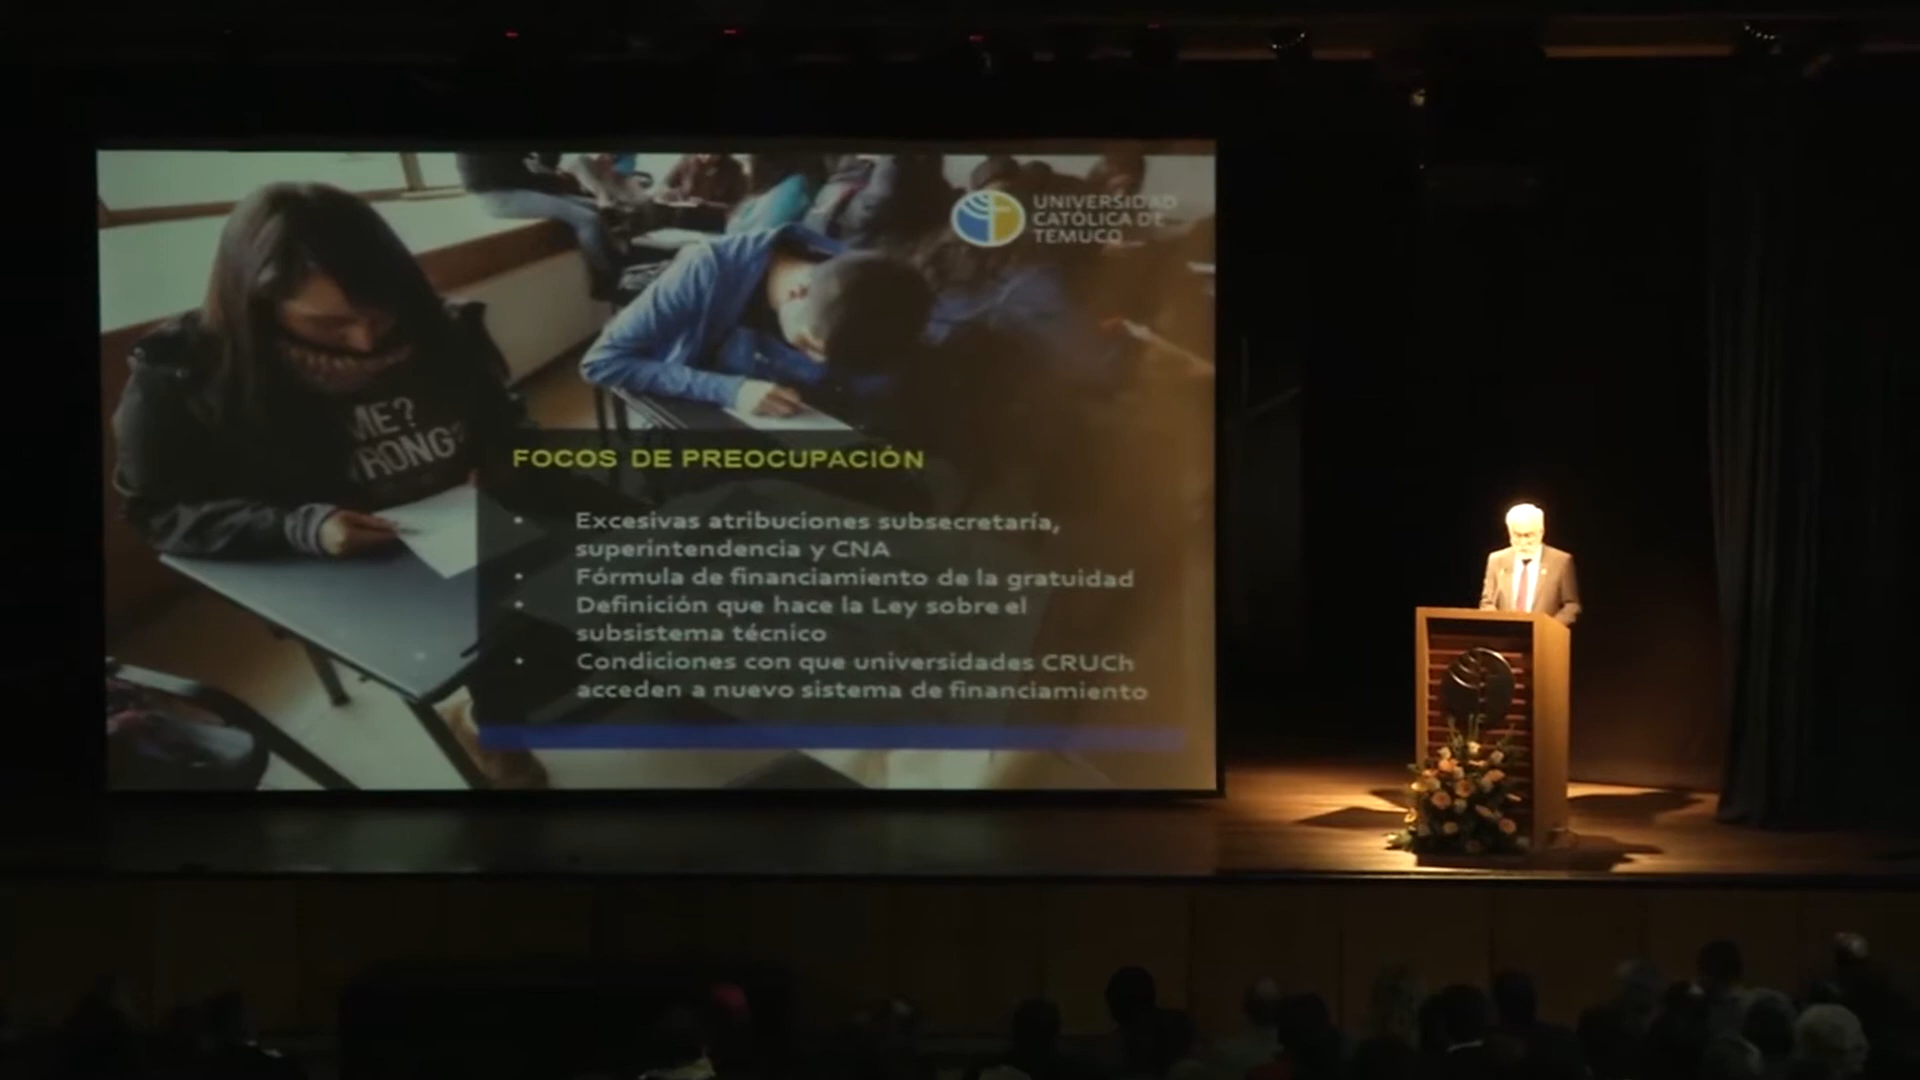 UNIVERSIDAD
CATÓLICA DE
TEMUCO
ME?
RONG?
FOCOS DE PREOCUPACIÓN
• Excesivas atribuciones subsecretaría,
superintendencia y CNA
• Fórmula de financiamiento de la gratuidad
• Definición que hace la Ley sobre el
subsistema técnico
• Condiciones con que universidades CRUCh
acceden a nuevo sistema de financiamiento